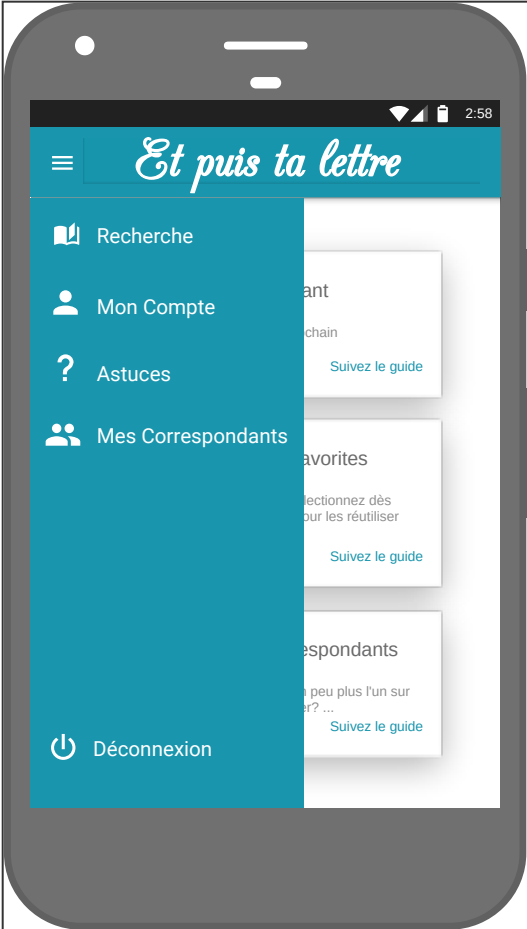 2:58
Et puis ta lettre
Recherche
Mon Compte
Astuces
Mes Correspondants
Déconnexion
ant
chain
Suivez le guide
avorites
lectionnez dès
our les réutiliser
Suivez le guide
espondants
peu plus l'un sur
er? ...
Suivez le guide